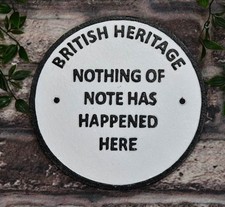 BRITISH HERITAGE
NOTHING OF
NOTE HAS
HAPPENED
HERE